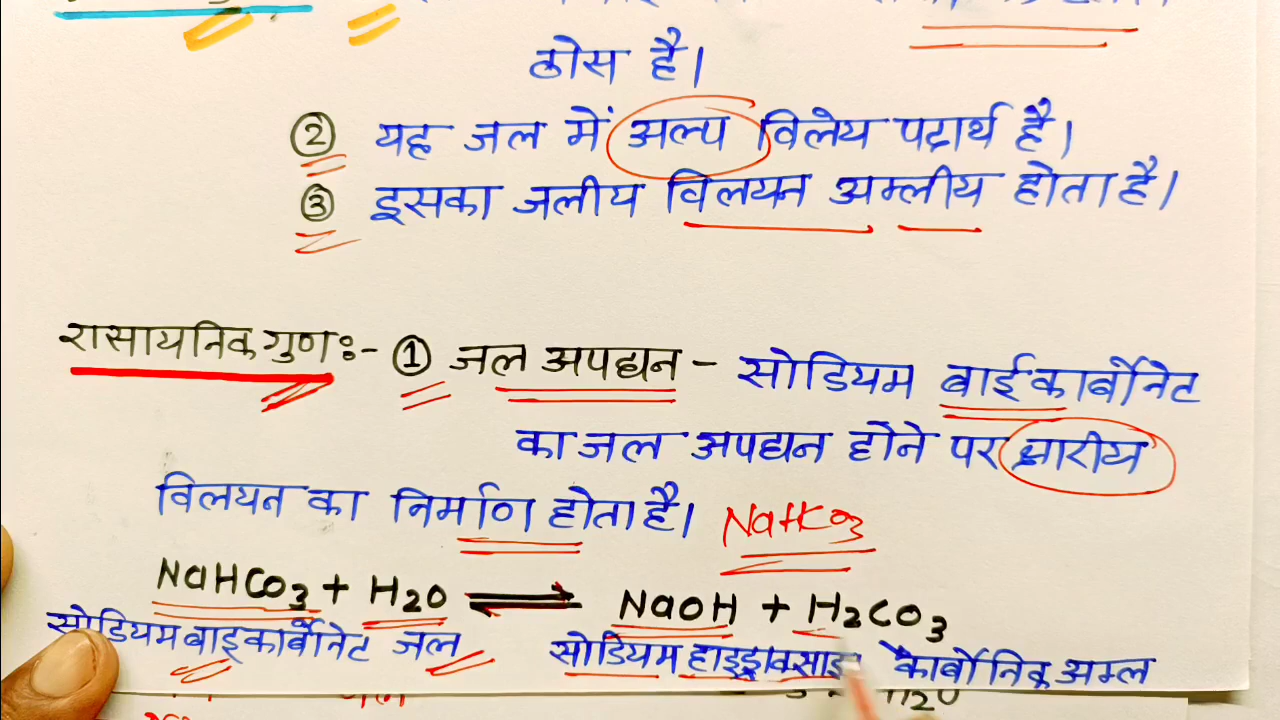 ठोस है।
② यह जल में अल्प विलेय पदार्थ है।
③ इसका जलीय विलयन अम्लीय होता है।
रासायनिक गुण :- ① जल अपघटन - सोडियम बाईकार्बोनेट
का जल अपघटन होने पर क्षारीय
विलयन का निर्माण होता है। NaHCO3
NaHCO3 + H2O ⇌ NaOH + H2CO3
सोडियम बाइकार्बोनेट जल सोडियम हाइड्राक्साइड कार्बोनिक अम्ल